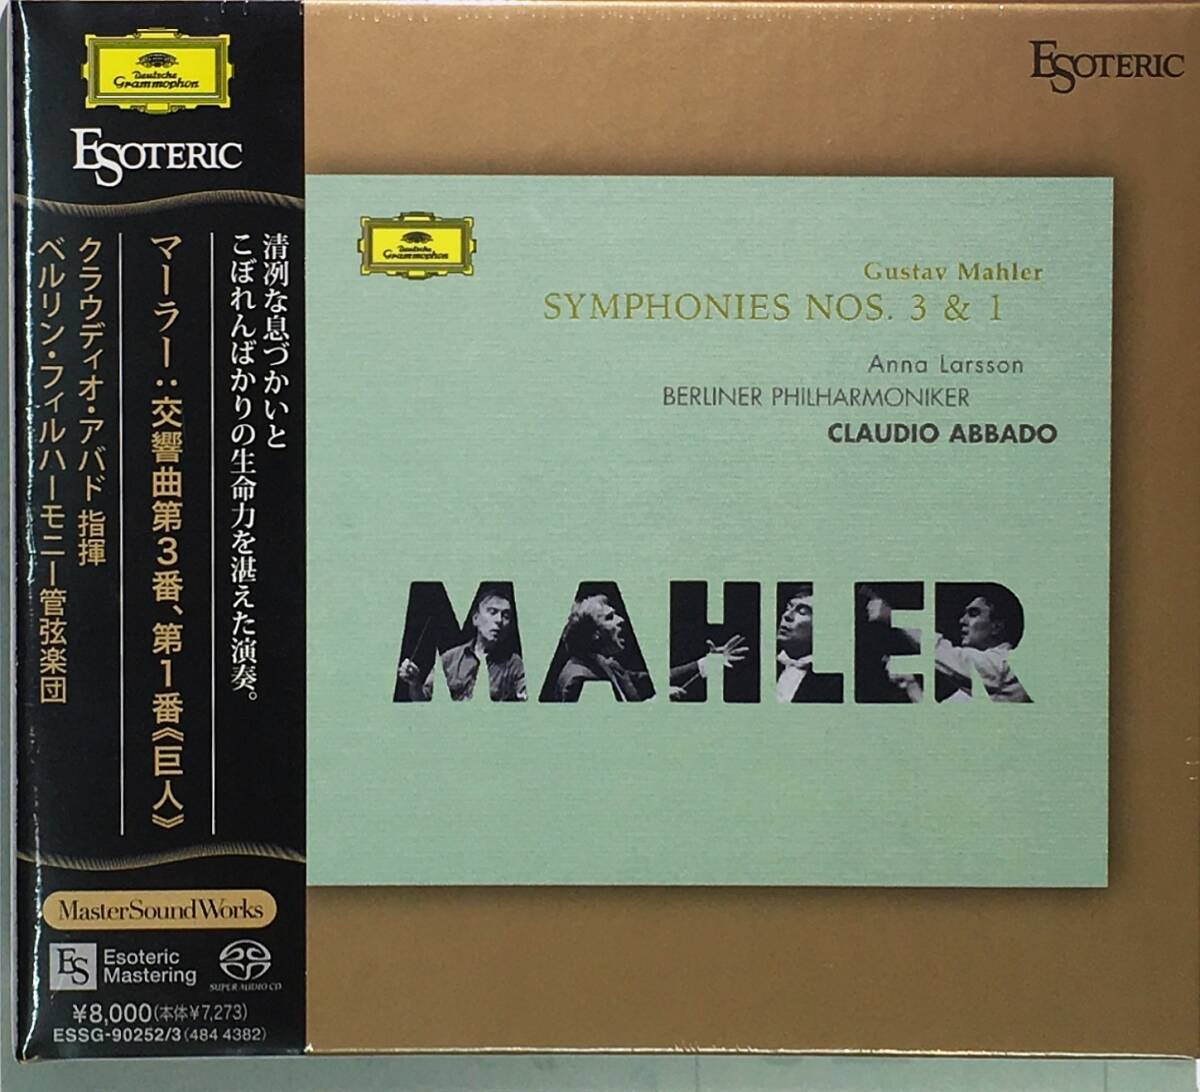 Deutsche
Grammophon
ESOTERIC
清冽な息づかいと
こぼれんばかりの生命力を湛えた演奏。
マーラー：交響曲第3番、第1番《巨人》
クラウディオ・アバド 指揮
ベルリン・フィルハーモニー管弦楽団
MasterSoundWorks
ES
Esoteric
Mastering
SUPER AUDIO CD
¥8,000(本体¥7,273)
ESSG-90252/3(484 4382)
ESOTERIC
Deutsche
Grammophon
Gustav Mahler
SYMPHONIES NOS. 3 & 1
Anna Larsson
BERLINER PHILHARMONIKER
CLAUDIO ABBADO
MAHLER